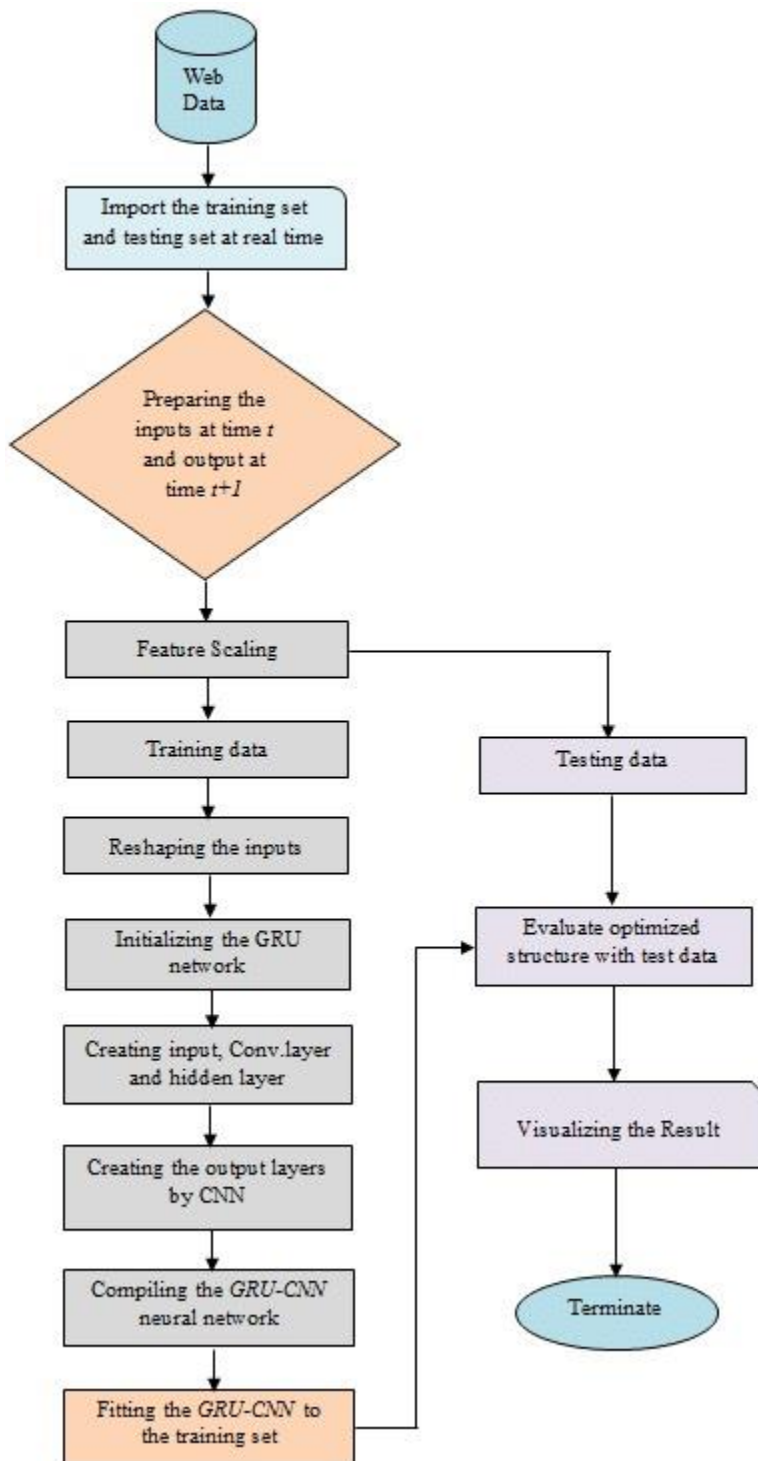 Web
Data
Import the training set
and testing set at real time
Preparing the
inputs at time t
and output at
time t+1
Feature Scaling
Training data
Reshaping the inputs
Initializing the GRU
network
Creating input, Conv.layer
and hidden layer
Creating the output layers
by CNN
Compiling the GRU-CNN
neural network
Fitting the GRU-CNN to
the training set
Testing data
Evaluate optimized
structure with test data
Visualizing the Result
Terminate